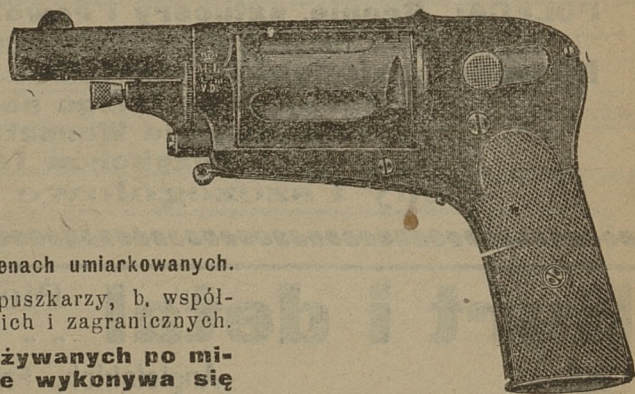 V.D.
enach umiarkowanych.
puszkarzy, b. współ-
ich i zagranicznych.
żywanych po mi-
e wykonywa się